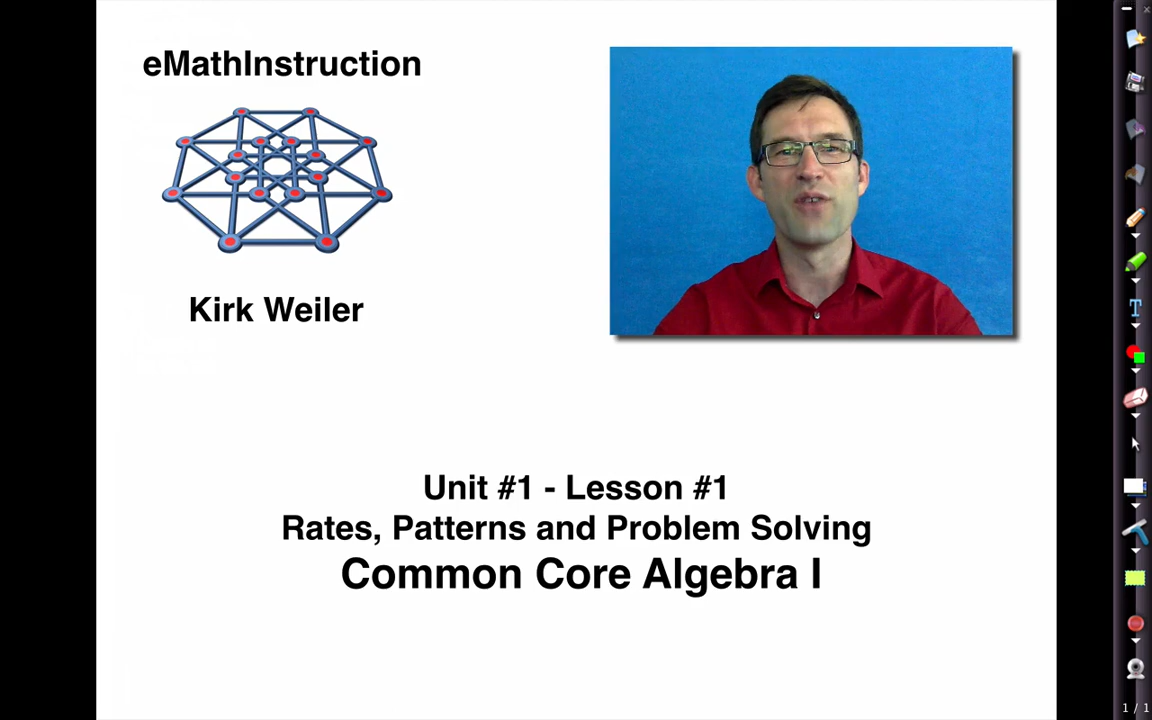 eMathInstruction
Kirk Weiler
Unit #1 - Lesson #1
Rates, Patterns and Problem Solving
Common Core Algebra I
T
1 / 1